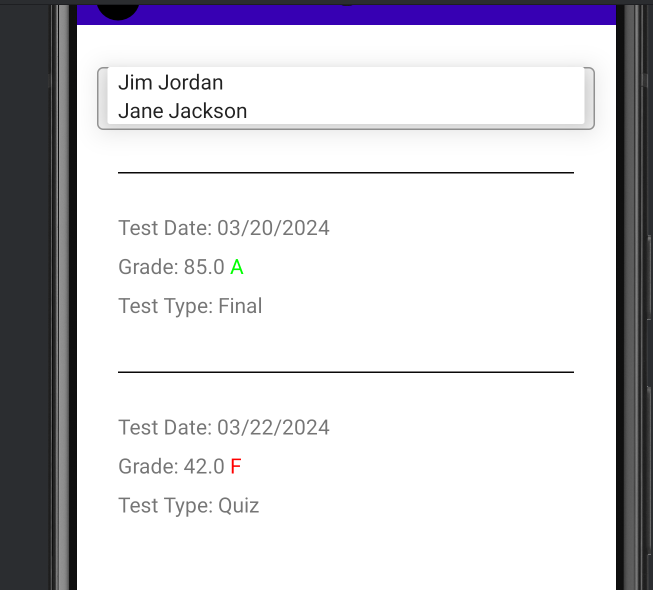 Jim Jordan
Jane Jackson
Test Date: 03/20/2024
Grade: 85.0 A
Test Type: Final
Test Date: 03/22/2024
Grade: 42.0 F
Test Type: Quiz